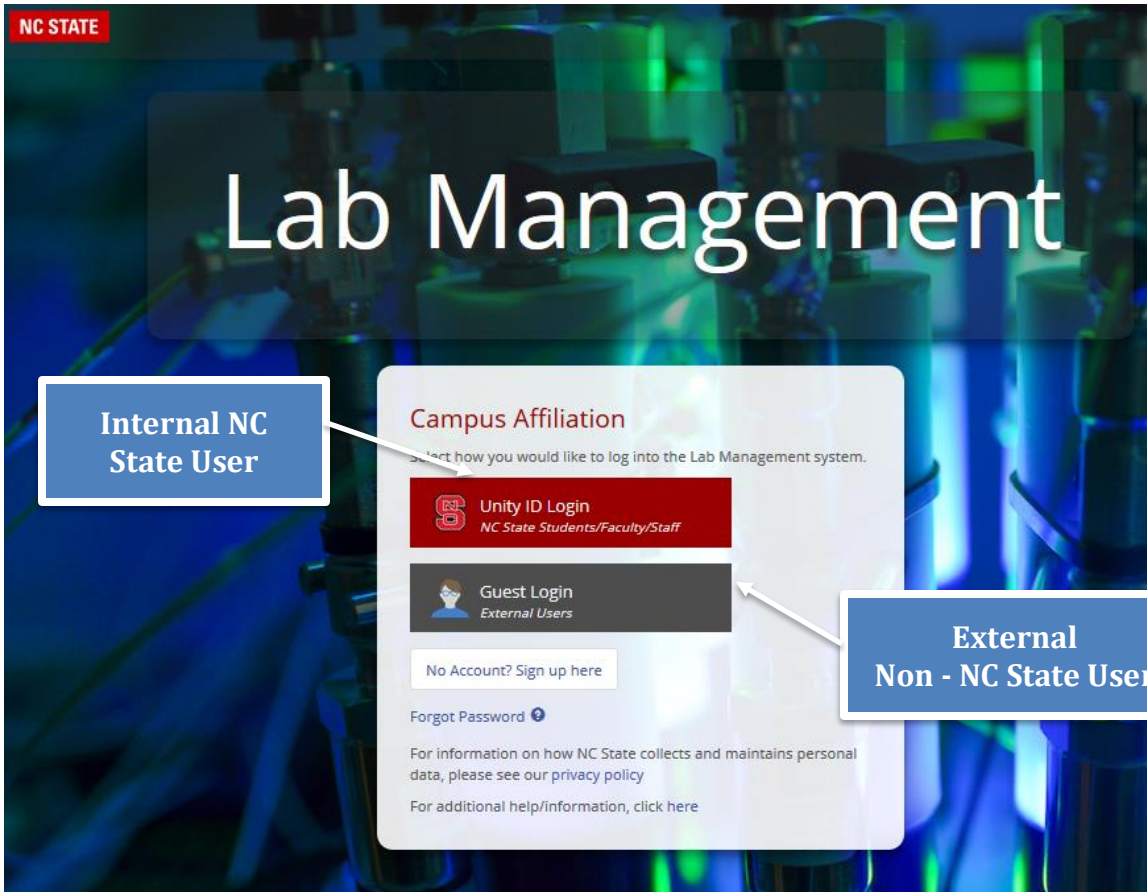 NC STATE
Lab Management
Internal NC
State User
Campus Affiliation
Select how you would like to log into the Lab Management system.
Unity ID Login
NC State Students/Faculty/Staff
Guest Login
External Users
External
Non - NC State User
No Account? Sign up here
Forgot Password
For information on how NC State collects and maintains personal
data, please see our privacy policy
For additional help/information, click here